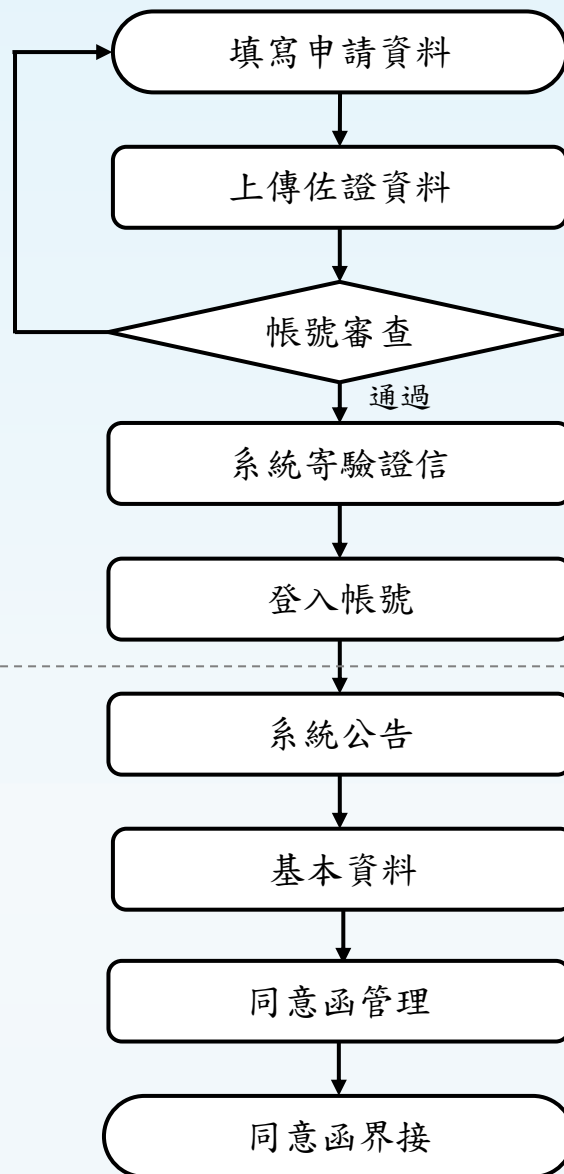 填寫申請資料
上傳佐證資料
帳號審查
通過
系統寄驗證信
登入帳號
系統公告
基本資料
同意函管理
同意函界接